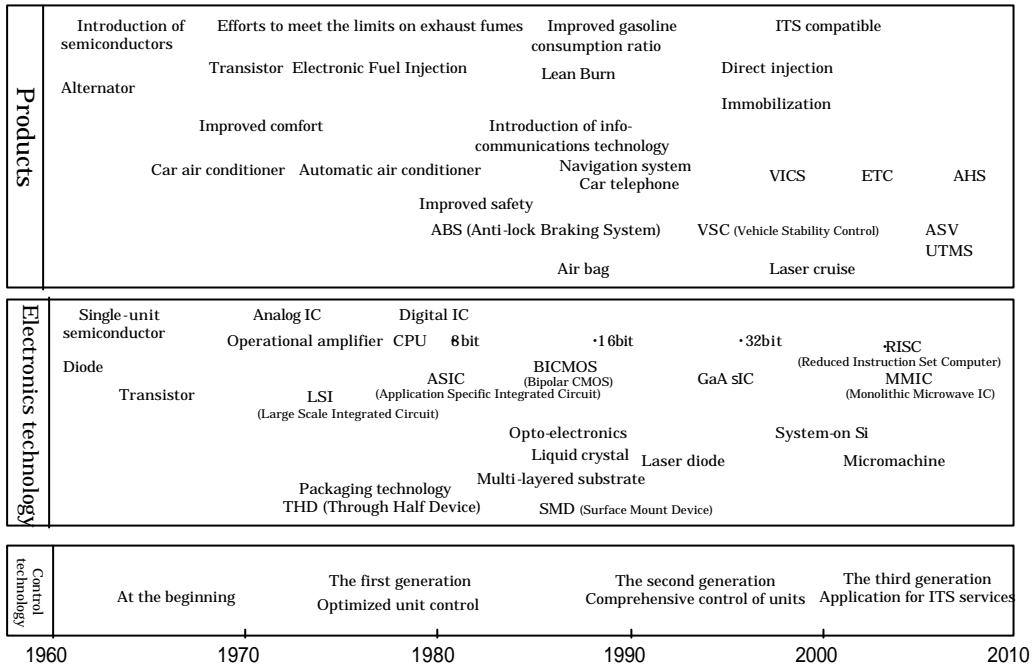 Products
Introduction of
semiconductors
Efforts to meet the limits on exhaust fumes
Improved gasoline
consumption ratio
ITS compatible
Transistor Electronic Fuel Injection
Lean Burn
Direct injection
Alternator
Immobilization
Improved comfort
Introduction of info-
communications technology
Car air conditioner
Automatic air conditioner
Navigation system
Car telephone
VICS
ETC
AHS
Improved safety
ABS (Anti-lock Braking System)
VSC (Vehicle Stability Control)
ASV
UTMS
Air bag
Laser cruise
Electronics technology
Single-unit
semiconductor
Analog IC
Digital IC
Operational amplifier
CPU
8bit
·16bit
·32bit
·RISC
(Reduced Instruction Set Computer)
Diode
Transistor
LSI
(Large Scale Integrated Circuit)
ASIC
(Application Specific Integrated Circuit)
BICMOS
(Bipolar CMOS)
GaA sIC
MMIC
(Monolithic Microwave IC)
Opto-electronics
System-on Si
Liquid crystal
Laser diode
Micromachine
Multi-layered substrate
Packaging technology
THD (Through Half Device)
SMD (Surface Mount Device)
Control
technology
At the beginning
The first generation
Optimized unit control
The second generation
Comprehensive control of units
The third generation
Application for ITS services
1960
1970
1980
1990
2000
2010